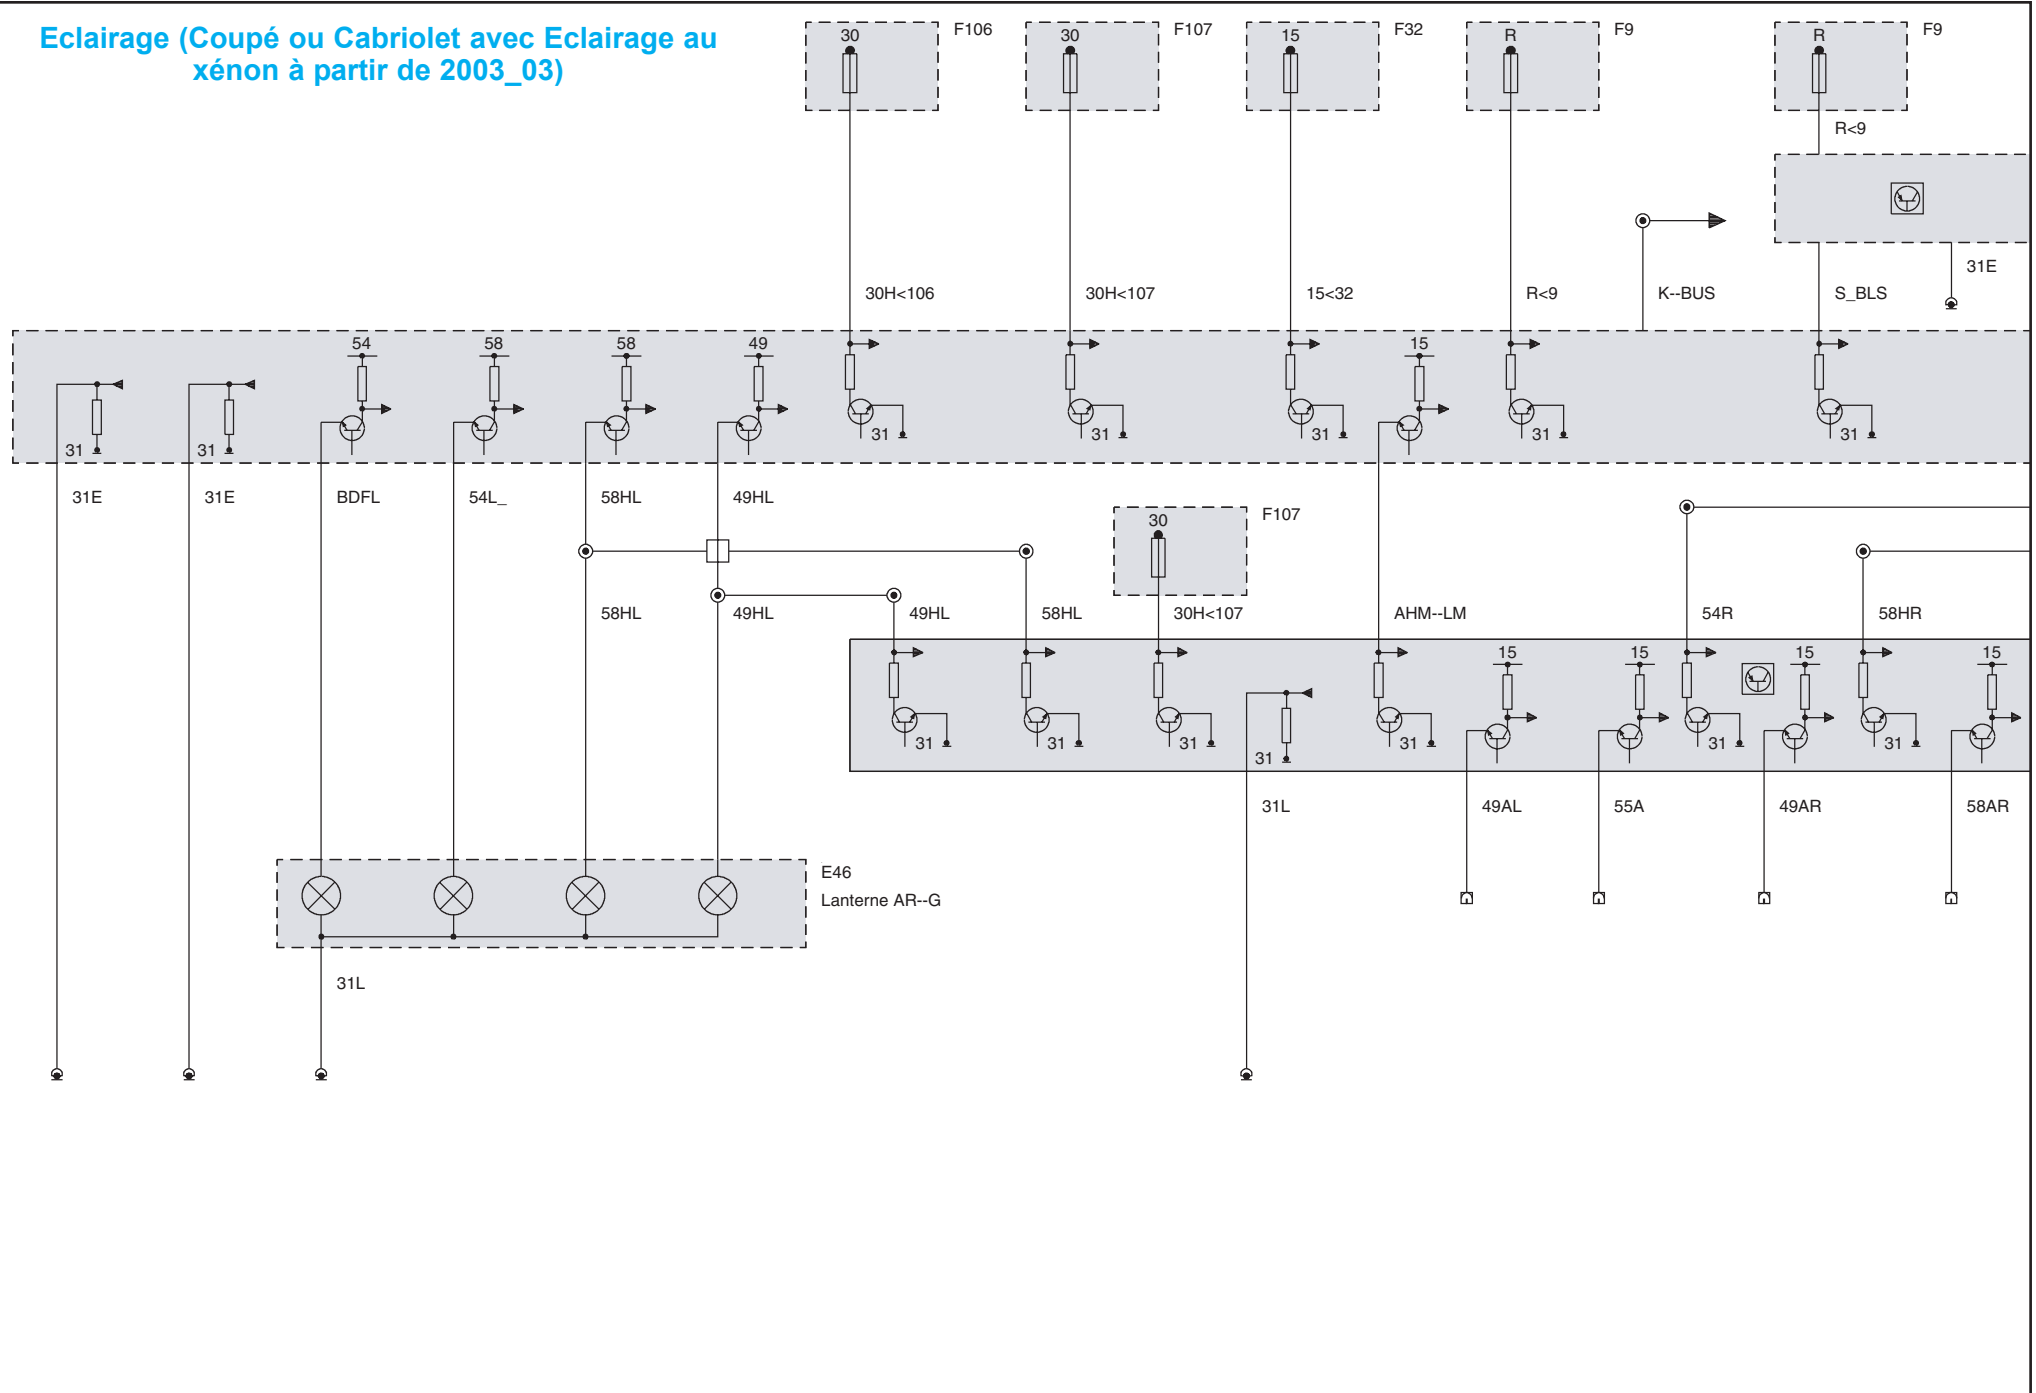 Eclairage (Coupé ou Cabriolet avec Eclairage au
xénon à partir de 2003_03)
30 F106 30 F107 15 F32 R F9 R F9
R<9
31E
30H<106 30H<107 15<32 R<9 K--BUS S_BLS
54 58 58 49 15
31 31 31 31 31 31 31
31E 31E BDFL 54L_ 58HL 49HL
30 F107
58HL 49HL 49HL 58HL 30H<107 AHM--LM 54R 58HR
15 15 15 15
31 31 31 31 31 31 31
31L 49AL 55A 49AR 58AR
E46
Lanterne AR--G
31L